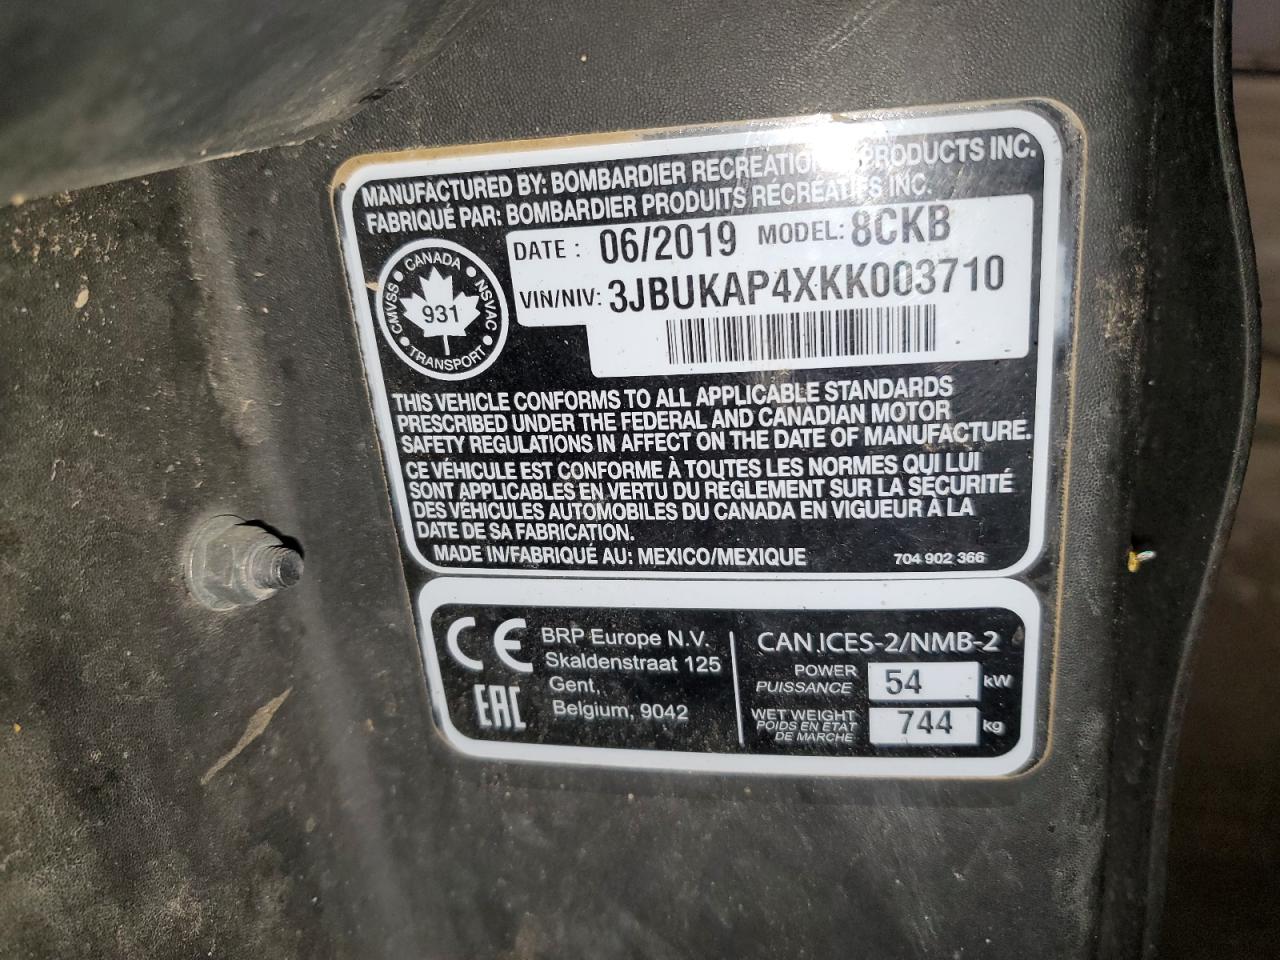 MANUFACTURED BY: BOMBARDIER RECREATIONAL PRODUCTS INC.
FABRIQUÉ PAR: BOMBARDIER PRODUITS RÉCRÉATIFS INC.
DATE : 06/2019 MODEL: 8CKB
VIN/NIV: 3JBUKAP4XKK003710
CANADA
CMVSS 931 NSVAC
TRANSPORT
THIS VEHICLE CONFORMS TO ALL APPLICABLE STANDARDS
PRESCRIBED UNDER THE FEDERAL AND CANADIAN MOTOR
SAFETY REGULATIONS IN AFFECT ON THE DATE OF MANUFACTURE.
CE VÉHICULE EST CONFORME À TOUTES LES NORMES QUI LUI
SONT APPLICABLES EN VERTU DU RÈGLEMENT SUR LA SÉCURITÉ
DES VÉHICULES AUTOMOBILES DU CANADA EN VIGUEUR À LA
DATE DE SA FABRICATION.
MADE IN/FABRIQUÉ AU: MEXICO/MEXIQUE 704 902 366
CE
EAC
BRP Europe N.V.
Skaldenstraat 125
Gent,
Belgium, 9042
CAN ICES-2/NMB-2
POWER
PUISSANCE 54 kW
WET WEIGHT
POIDS EN ÉTAT
DE MARCHE 744 kg